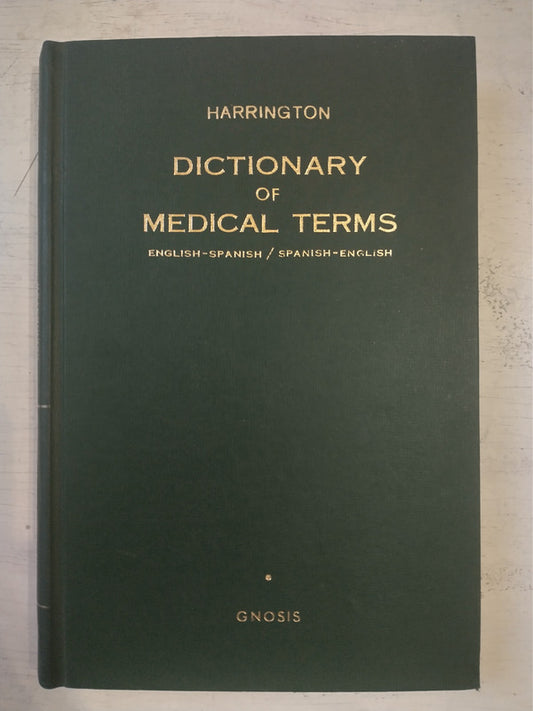 HARRINGTON
DICTIONARY
OF
MEDICAL TERMS
ENGLISH-SPANISH / SPANISH-ENGLISH
GNOSIS